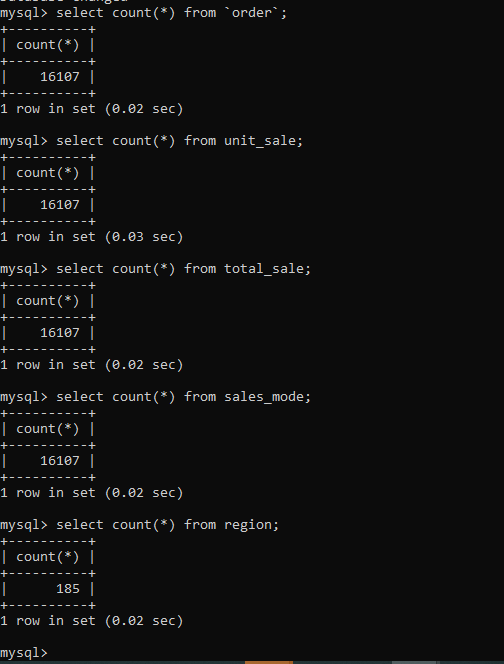 mysql> select count(*) from `order`;
+----------+
| count(*) |
+----------+
|    16107 |
+----------+
1 row in set (0.02 sec)

mysql> select count(*) from unit_sale;
+----------+
| count(*) |
+----------+
|    16107 |
+----------+
1 row in set (0.03 sec)

mysql> select count(*) from total_sale;
+----------+
| count(*) |
+----------+
|    16107 |
+----------+
1 row in set (0.02 sec)

mysql> select count(*) from sales_mode;
+----------+
| count(*) |
+----------+
|    16107 |
+----------+
1 row in set (0.02 sec)

mysql> select count(*) from region;
+----------+
| count(*) |
+----------+
|      185 |
+----------+
1 row in set (0.02 sec)

mysql>